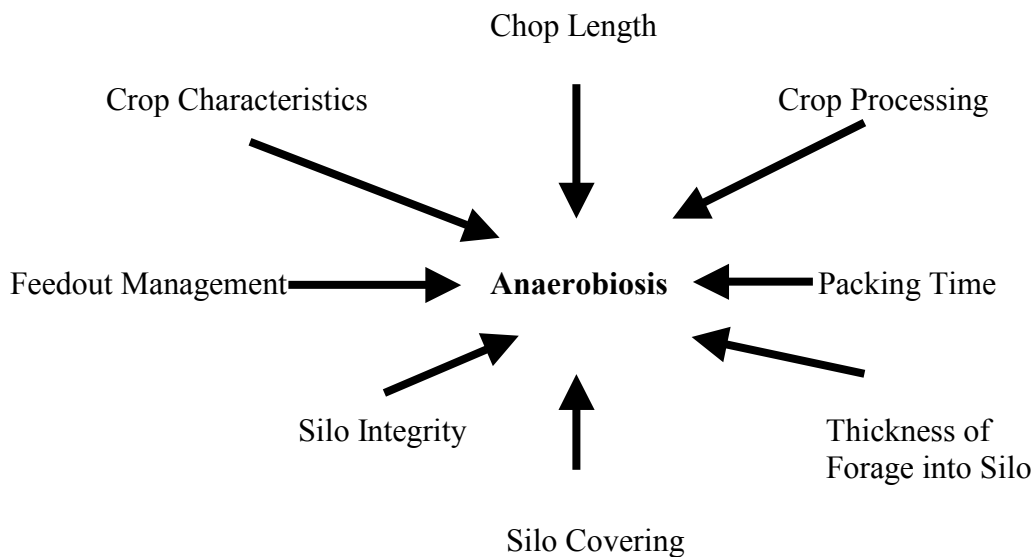 Chop Length
Crop Characteristics
Crop Processing
Feedout Management
Anaerobiosis
Packing Time
Silo Integrity
Thickness of
Forage into Silo
Silo Covering